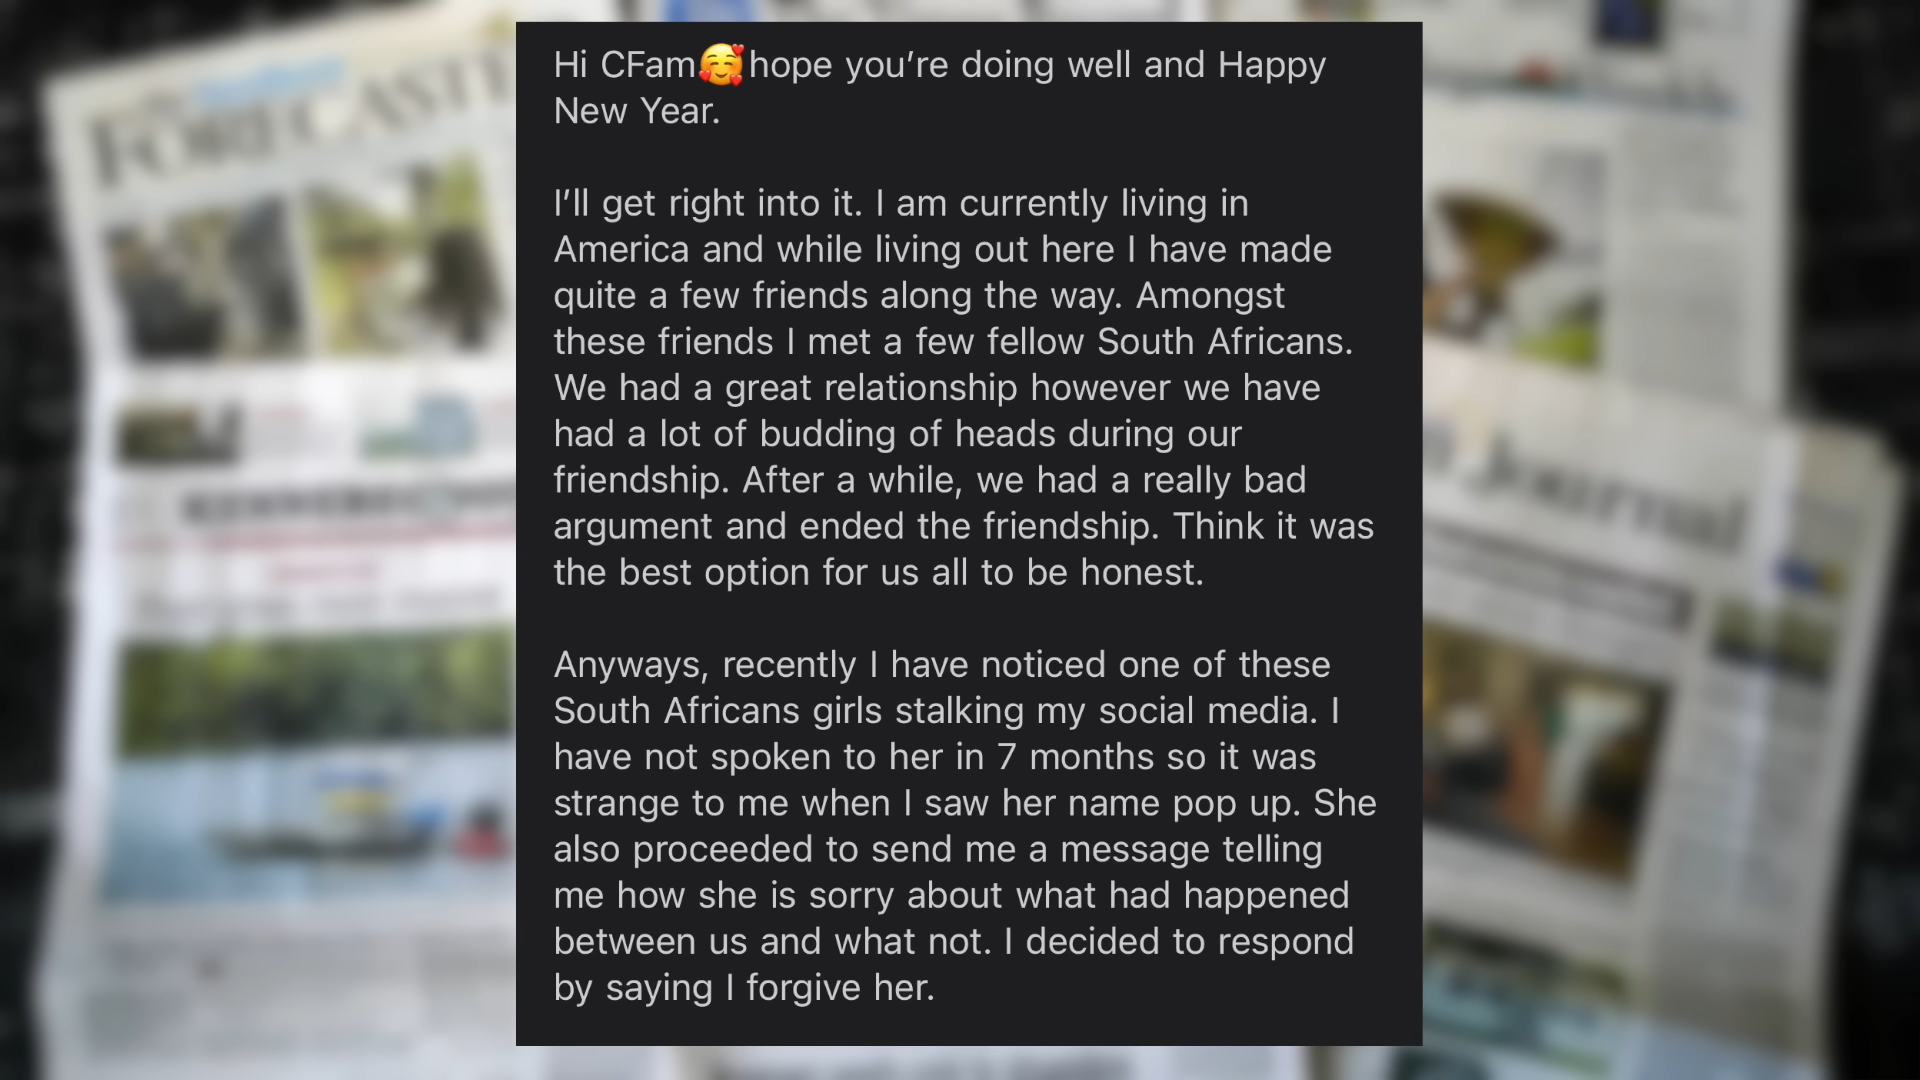 FORECASTE
Journal
Hi CFam🥰hope you’re doing well and Happy
New Year.
I’ll get right into it. I am currently living in
America and while living out here I have made
quite a few friends along the way. Amongst
these friends I met a few fellow South Africans.
We had a great relationship however we have
had a lot of budding of heads during our
friendship. After a while, we had a really bad
argument and ended the friendship. Think it was
the best option for us all to be honest.
Anyways, recently I have noticed one of these
South Africans girls stalking my social media. I
have not spoken to her in 7 months so it was
strange to me when I saw her name pop up. She
also proceeded to send me a message telling
me how she is sorry about what had happened
between us and what not. I decided to respond
by saying I forgive her.